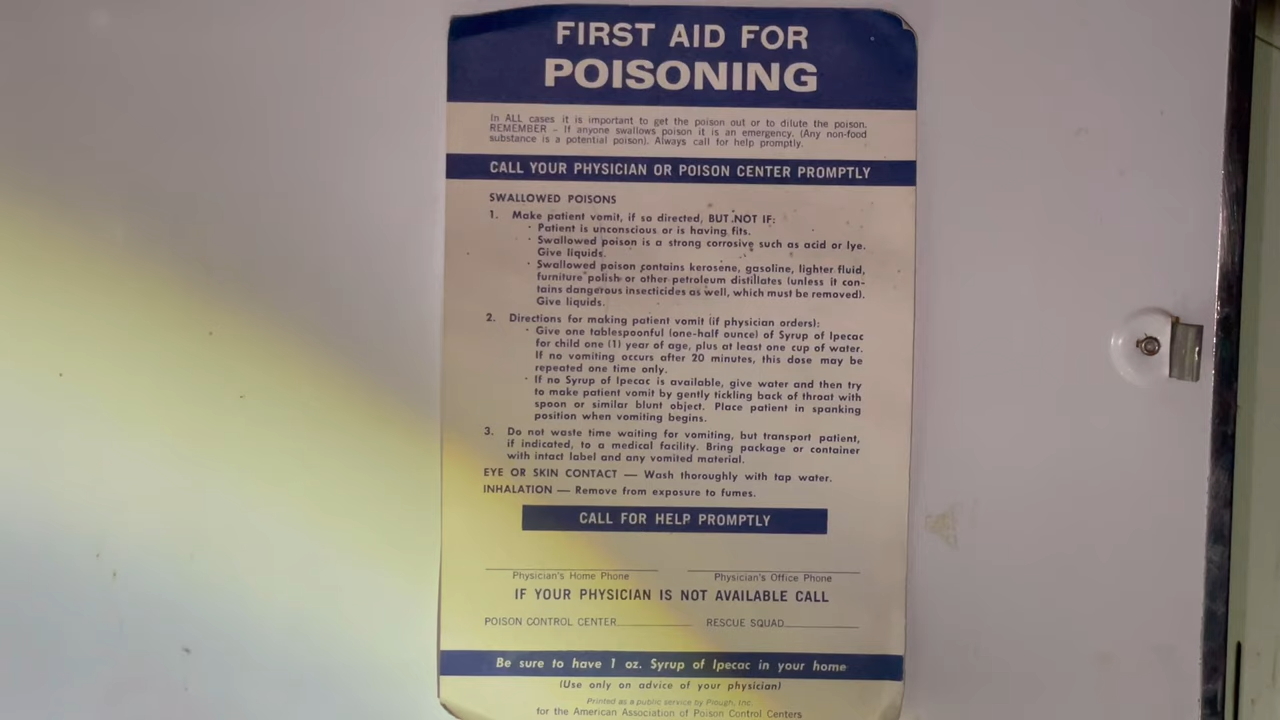 FIRST AID FOR
POISONING
In ALL cases it is important to get the poison out or to dilute the poison.
REMEMBER – If anyone swallows poison it is an emergency. (Any non-food
substance is a potential poison). Always call for help promptly.
CALL YOUR PHYSICIAN OR POISON CENTER PROMPTLY
SWALLOWED POISONS
1. Make patient vomit, if so directed, BUT NOT IF:
· Patient is unconscious or is having fits.
· Swallowed poison is a strong corrosive such as acid or lye.
Give liquids.
· Swallowed poison contains kerosene, gasoline, lighter fluid,
furniture polish or other petroleum distillates (unless it con-
tains dangerous insecticides as well, which must be removed).
Give liquids.
2. Directions for making patient vomit (if physician orders):
· Give one tablespoonful (one-half ounce) of Syrup of Ipecac
for child one (1) year of age, plus at least one cup of water.
If no vomiting occurs after 20 minutes, this dose may be
repeated one time only.
· If no Syrup of Ipecac is available, give water and then try
to make patient vomit by gently tickling back of throat with
spoon or similar blunt object. Place patient in spanking
position when vomiting begins.
3. Do not waste time waiting for vomiting, but transport patient,
if indicated, to a medical facility. Bring package or container
with intact label and any vomited material.
EYE OR SKIN CONTACT — Wash thoroughly with tap water.
INHALATION — Remove from exposure to fumes.
CALL FOR HELP PROMPTLY
Physician's Home Phone Physician's Office Phone
IF YOUR PHYSICIAN IS NOT AVAILABLE CALL
POISON CONTROL CENTER RESCUE SQUAD
Be sure to have 1 oz. Syrup of Ipecac in your home
(Use only on advice of your physician)
Printed as a public service by Plough, Inc.
for the American Association of Poison Control Centers